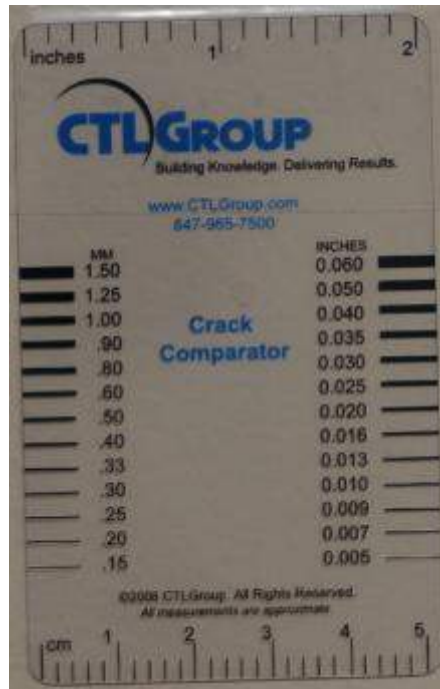 inches 1 2
CTLGROUP
Building Knowledge. Delivering Results.
www.CTLGroup.com
847-965-7500
MM INCHES
1.50 0.060
1.25 0.050
1.00 0.040
.90 0.035
.80 0.030
.60 0.025
.50 0.020
.40 0.016
.33 0.013
.30 0.010
.25 0.009
.20 0.007
.15 0.005
Crack
Comparator
©2008 CTLGroup. All Rights Reserved.
All measurements are approximate.
cm 1 2 3 4 5